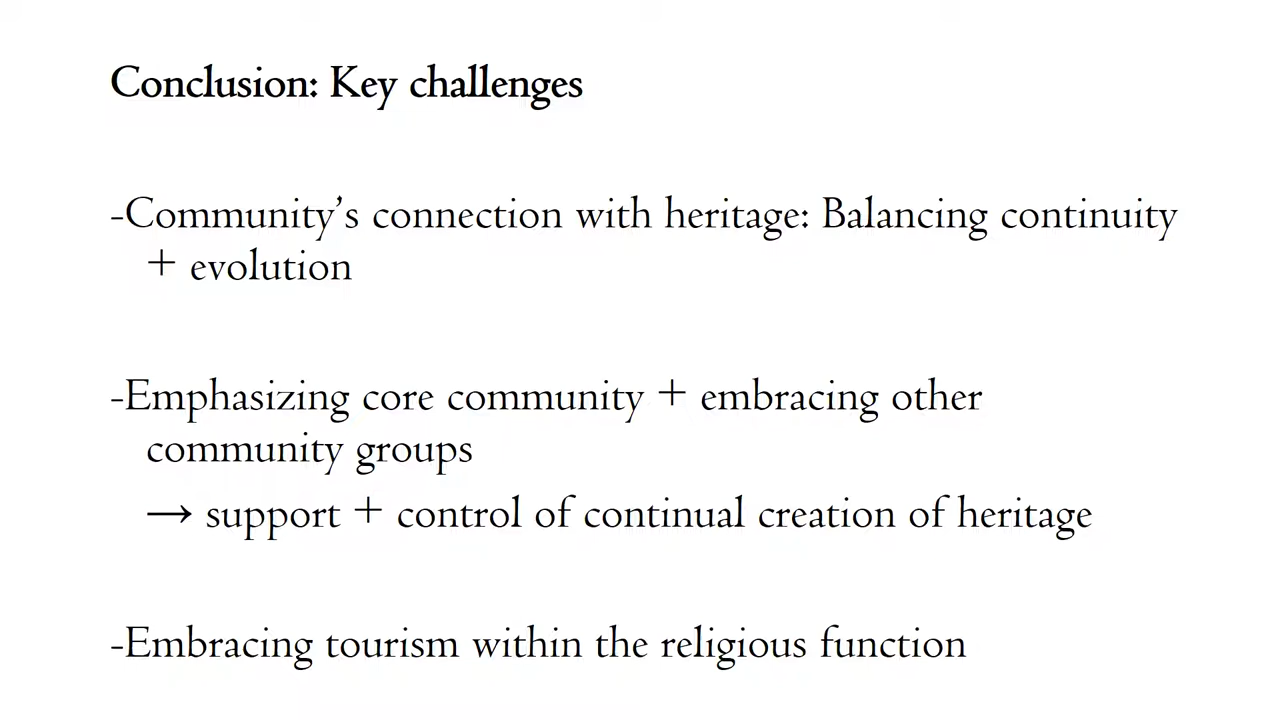 Conclusion: Key challenges
-Community’s connection with heritage: Balancing continuity
+ evolution
-Emphasizing core community + embracing other
community groups
→ support + control of continual creation of heritage
-Embracing tourism within the religious function